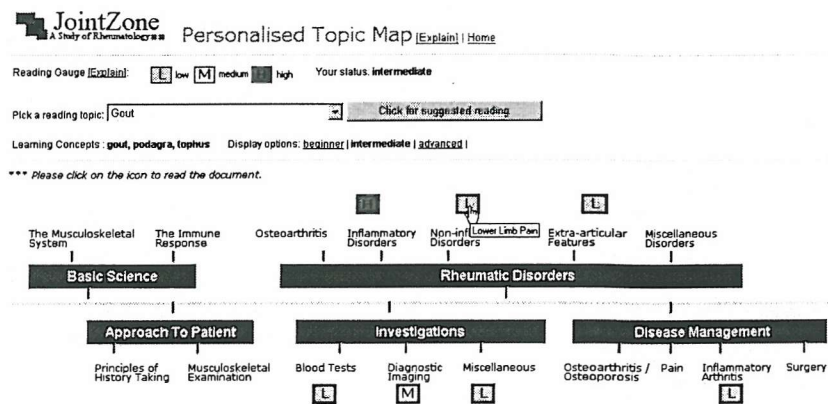 JointZone
A Study of Rheumatology
Personalised Topic Map [Explain] | Home
Reading Gauge [Explain]: L low M medium H high Your status. intermediate
Pick a reading topic: Gout Click for suggested reading
Learning Concepts : gout, podagra, tophus Display options: beginner | intermediate | advanced |
*** Please click on the icon to read the document.
H L L
Lower Limb Pain
The Musculoskeletal System
The Immune Response
Osteoarthritis
Inflammatory Disorders
Non-inf
Disorders
Extra-articular Features
Miscellaneous Disorders
Basic Science Rheumatic Disorders
Approach To Patient Investigations Disease Management
Principles of History Taking
Musculoskeletal Examination
Blood Tests
Diagnostic Imaging
Miscellaneous
Osteoarthritis / Osteoporosis
Pain
Inflammatory Arthritis
Surgery
L M L L